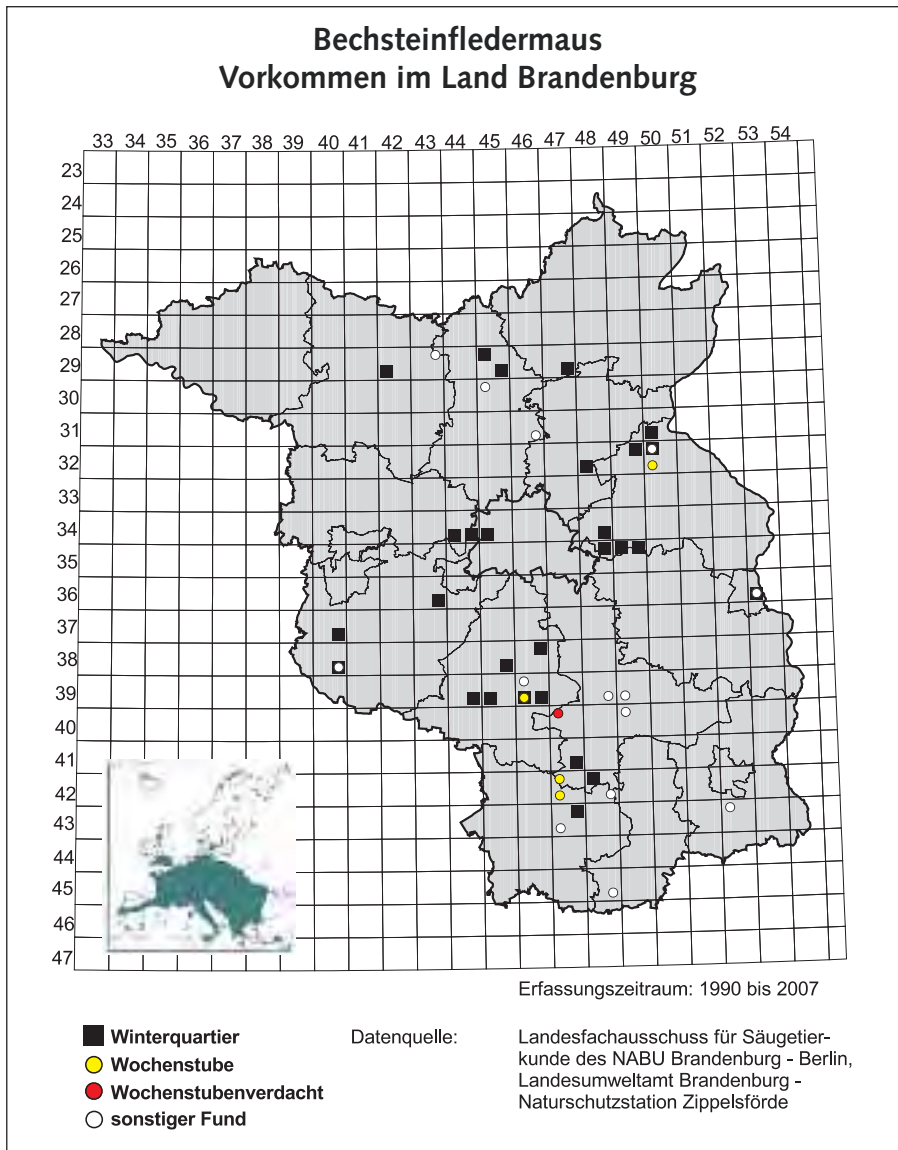 Bechsteinfledermaus
Vorkommen im Land Brandenburg
33 34 35 36 37 38 39 40 41 42 43 44 45 46 47 48 49 50 51 52 53 54
23
24
25
26
27
28
29
30
31
32
33
34
35
36
37
38
39
40
41
42
43
44
45
46
47
Erfassungszeitraum: 1990 bis 2007
Winterquartier
Wochenstube
Wochenstubenverdacht
sonstiger Fund
Datenquelle:
Landesfachausschuss für Säugetier-
kunde des NABU Brandenburg - Berlin,
Landesumweltamt Brandenburg -
Naturschutzstation Zippelsförde